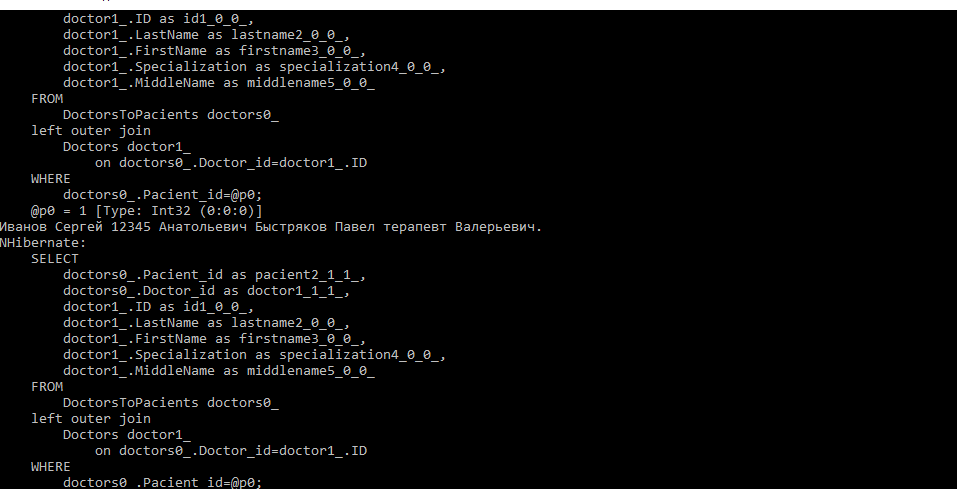 doctor1_.ID as id1_0_0_,
doctor1_.LastName as lastname2_0_0_,
doctor1_.FirstName as firstname3_0_0_,
doctor1_.Specialization as specialization4_0_0_,
doctor1_.MiddleName as middlename5_0_0_
FROM
DoctorsToPacients doctors0_
left outer join
Doctors doctor1_
on doctors0_.Doctor_id=doctor1_.ID
WHERE
doctors0_.Pacient_id=@p0;
@p0 = 1 [Type: Int32 (0:0:0)]
Иванов Сергей 12345 Анатольевич Быстряков Павел терапевт Валерьевич.
NHibernate:
SELECT
doctors0_.Pacient_id as pacient2_1_1_,
doctors0_.Doctor_id as doctor1_1_1_,
doctor1_.ID as id1_0_0_,
doctor1_.LastName as lastname2_0_0_,
doctor1_.FirstName as firstname3_0_0_,
doctor1_.Specialization as specialization4_0_0_,
doctor1_.MiddleName as middlename5_0_0_
FROM
DoctorsToPacients doctors0_
left outer join
Doctors doctor1_
on doctors0_.Doctor_id=doctor1_.ID
WHERE
doctors0_.Pacient_id=@p0;